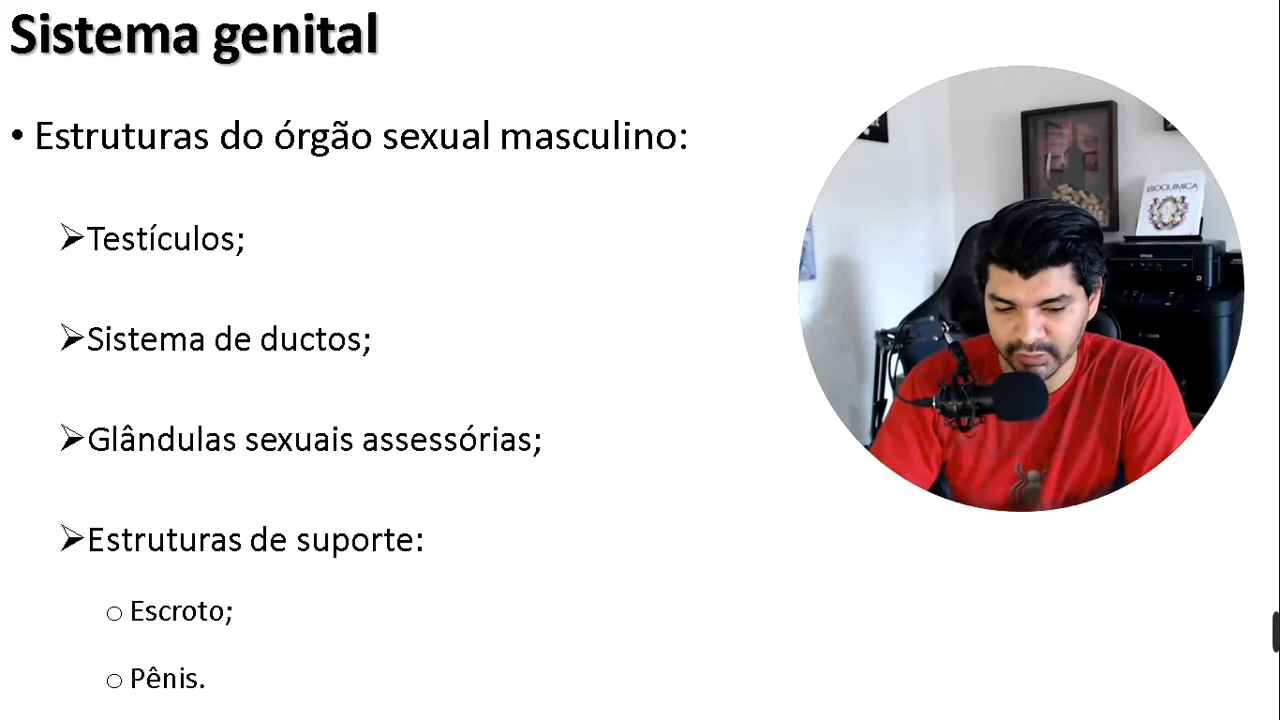 Sistema genital
• Estruturas do órgão sexual masculino:
➢Testículos;
➢Sistema de ductos;
➢Glândulas sexuais assessórias;
➢Estruturas de suporte:
○ Escroto;
○ Pênis.
BIOQUÍMICA